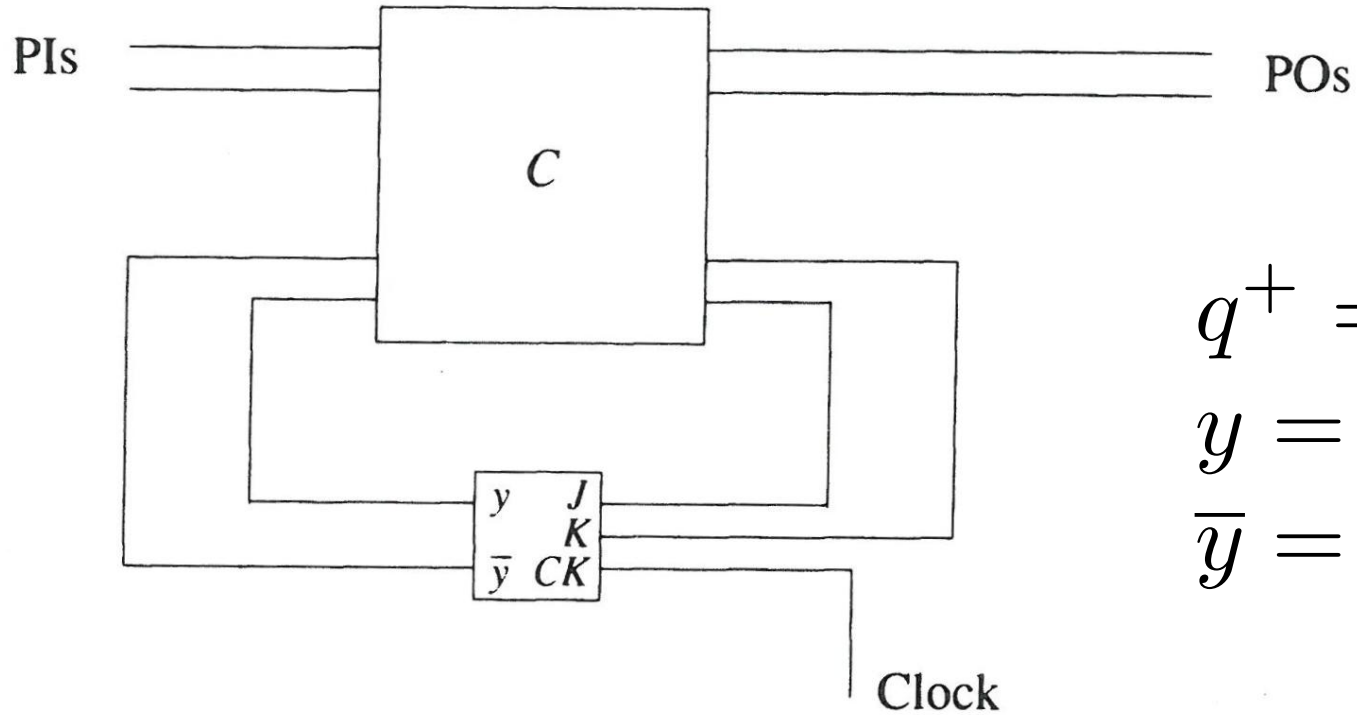 PIs
POs
C
q⁺ =
y =
y̅ =
y J
K
y̅ CK
Clock